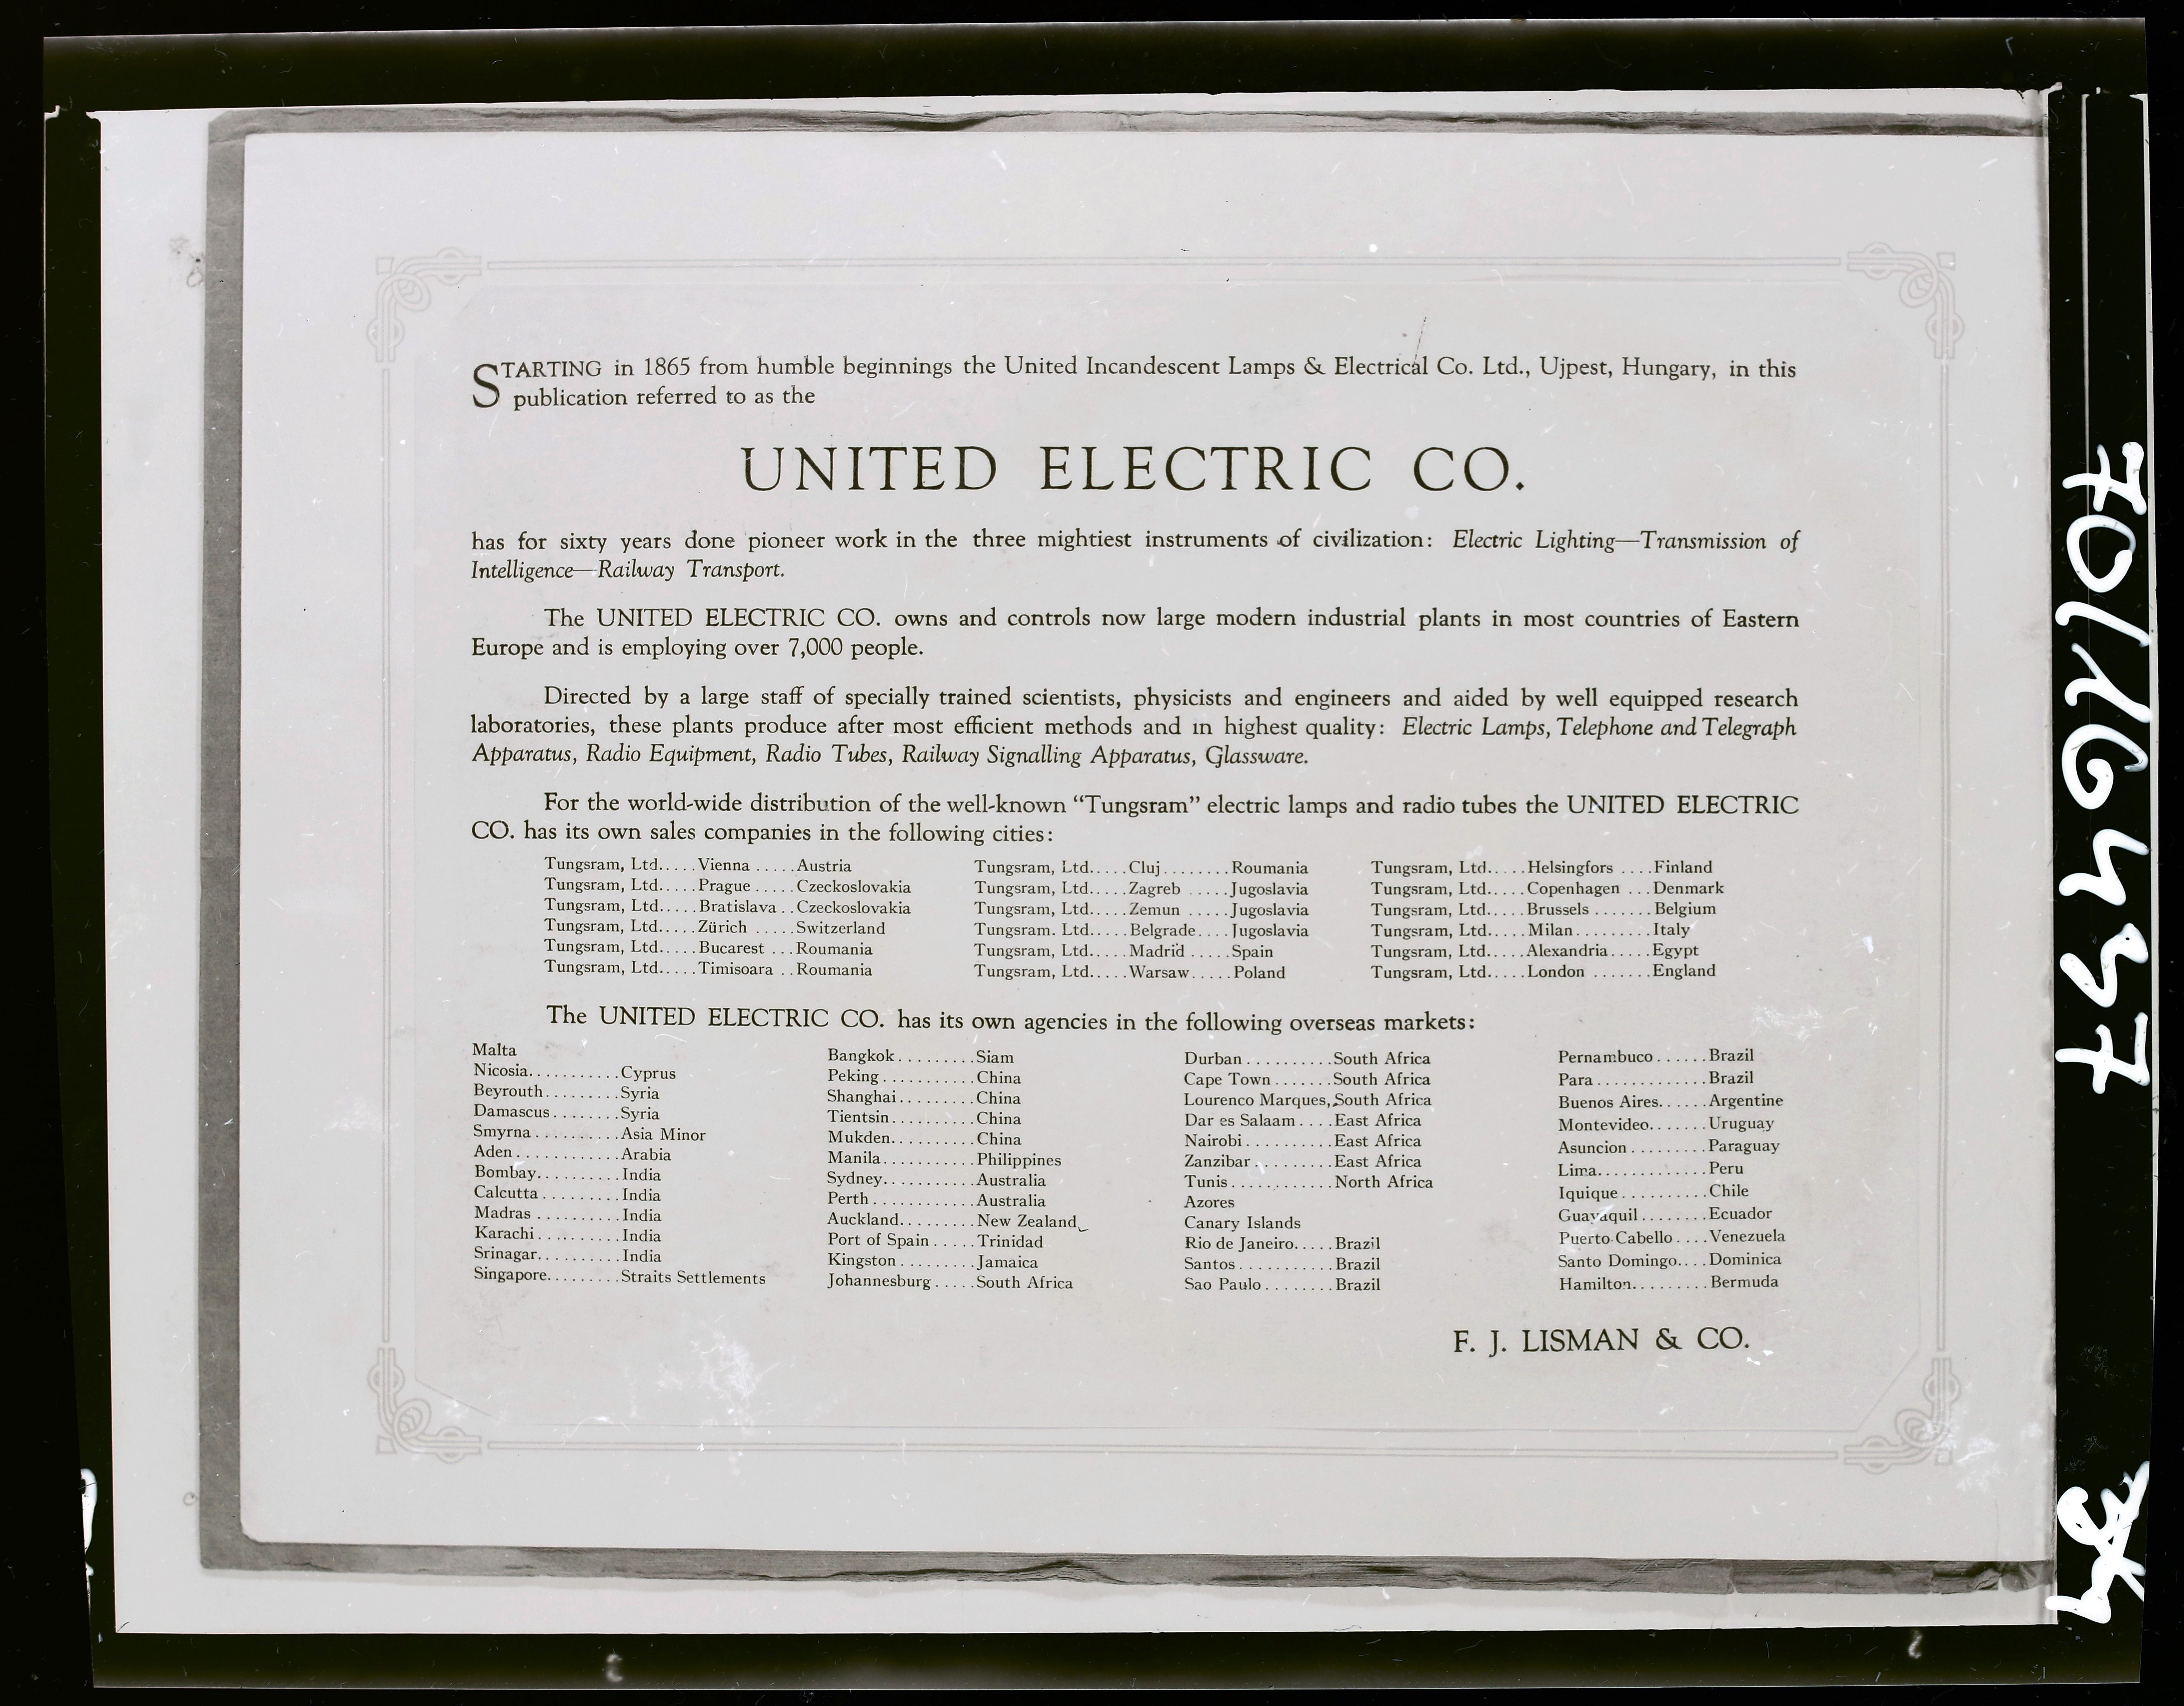 STARTING in 1865 from humble beginnings the United Incandescent Lamps & Electrical Co. Ltd., Ujpest, Hungary, in this
publication referred to as the
UNITED ELECTRIC CO.
has for sixty years done pioneer work in the three mightiest instruments of civilization: Electric Lighting—Transmission of
Intelligence—Railway Transport.
The UNITED ELECTRIC CO. owns and controls now large modern industrial plants in most countries of Eastern
Europe and is employing over 7,000 people.
Directed by a large staff of specially trained scientists, physicists and engineers and aided by well equipped research
laboratories, these plants produce after most efficient methods and in highest quality: Electric Lamps, Telephone and Telegraph
Apparatus, Radio Equipment, Radio Tubes, Railway Signalling Apparatus, Glassware.
For the world-wide distribution of the well-known “Tungsram” electric lamps and radio tubes the UNITED ELECTRIC
CO. has its own sales companies in the following cities:
Tungsram, Ltd.....Vienna.....Austria
Tungsram, Ltd.....Prague.....Czeckoslovakia
Tungsram, Ltd.....Bratislava..Czeckoslovakia
Tungsram, Ltd.....Zürich.....Switzerland
Tungsram, Ltd.....Bucarest...Roumania
Tungsram, Ltd.....Timisoara..Roumania
Tungsram, Ltd.....Cluj........Roumania
Tungsram, Ltd.....Zagreb.....Jugoslavia
Tungsram, Ltd.....Zemun.....Jugoslavia
Tungsram. Ltd.....Belgrade....Jugoslavia
Tungsram, Ltd.....Madrid.....Spain
Tungsram, Ltd.....Warsaw.....Poland
Tungsram, Ltd.....Helsingfors....Finland
Tungsram, Ltd.....Copenhagen...Denmark
Tungsram, Ltd.....Brussels.......Belgium
Tungsram, Ltd.....Milan.........Italy
Tungsram, Ltd.....Alexandria.....Egypt
Tungsram, Ltd.....London.......England
The UNITED ELECTRIC CO. has its own agencies in the following overseas markets:
Malta
Nicosia...........Cyprus
Beyrouth.........Syria
Damascus........Syria
Smyrna..........Asia Minor
Aden............Arabia
Bombay..........India
Calcutta.........India
Madras..........India
Karachi..........India
Srinagar..........India
Singapore.........Straits Settlements
Bangkok.........Siam
Peking...........China
Shanghai.........China
Tientsin..........China
Mukden..........China
Manila...........Philippines
Sydney...........Australia
Perth............Australia
Auckland.........New Zealand
Port of Spain.....Trinidad
Kingston.........Jamaica
Johannesburg.....South Africa
Durban..........South Africa
Cape Town.......South Africa
Lourenco Marques, South Africa
Dar es Salaam....East Africa
Nairobi..........East Africa
Zanzibar.........East Africa
Tunis............North Africa
Azores
Canary Islands
Rio de Janeiro.....Brazil
Santos...........Brazil
Sao Paulo........Brazil
Pernambuco......Brazil
Para.............Brazil
Buenos Aires......Argentine
Montevideo.......Uruguay
Asuncion.........Paraguay
Lima.............Peru
Iquique..........Chile
Guayaquil........Ecuador
Puerto Cabello....Venezuela
Santo Domingo....Dominica
Hamilton.........Bermuda
F. J. LISMAN & CO.